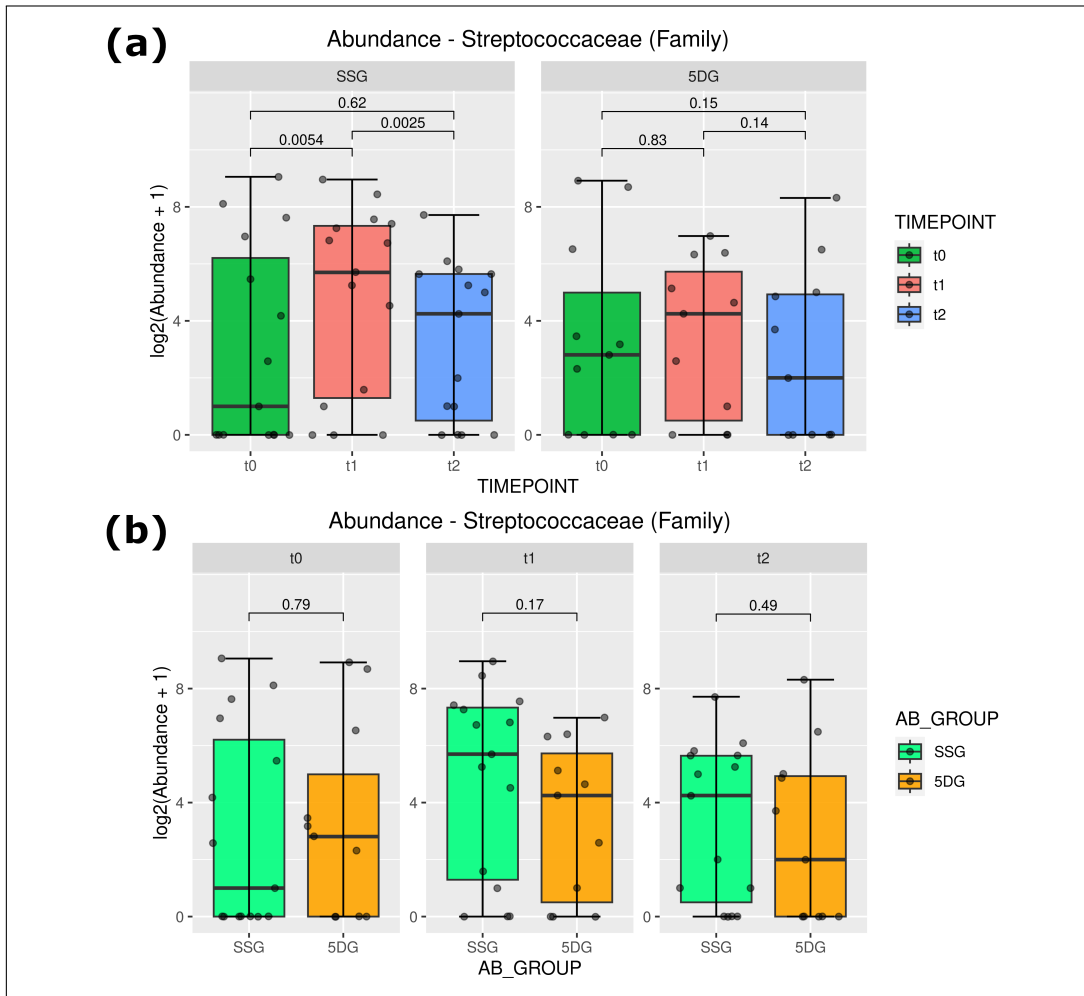 (a)
Abundance - Streptococcaceae (Family)
SSG
5DG
0.62
0.0025
0.0054
0.15
0.14
0.83
log2(Abundance + 1)
8
4
0
t0
t1
t2
t0
t1
t2
TIMEPOINT
TIMEPOINT
t0
t1
t2
(b)
Abundance - Streptococcaceae (Family)
t0
t1
t2
0.79
0.17
0.49
log2(Abundance + 1)
8
4
0
SSG
5DG
SSG
5DG
SSG
5DG
AB_GROUP
AB_GROUP
SSG
5DG